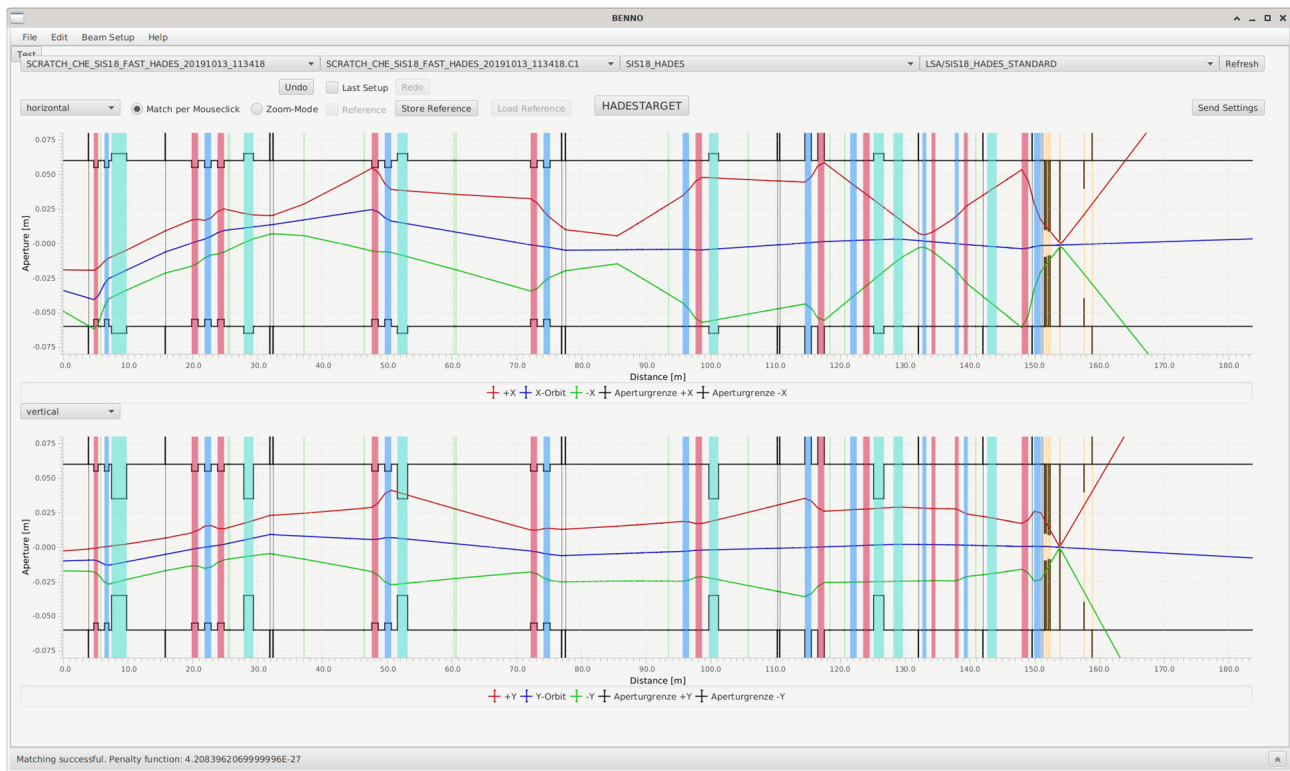 BENNO
File Edit Beam Setup Help
Test
SCRATCH_CHE_SIS18_FAST_HADES_20191013_113418 SCRATCH_CHE_SIS18_FAST_HADES_20191013_113418.C1 SIS18_HADES LSA/SIS18_HADES_STANDARD Refresh
Undo Last Setup Redo
horizontal Match per Mouseclick Zoom-Mode Reference Store Reference Load Reference HADESTARGET Send Settings
0.075
0.050
0.025
-0.000
-0.025
-0.050
-0.075
Aperture [m]
0.0 10.0 20.0 30.0 40.0 50.0 60.0 70.0 80.0 90.0 100.0 110.0 120.0 130.0 140.0 150.0 160.0 170.0 180.0
Distance [m]
+X X-Orbit -X Aperturgrenze +X Aperturgrenze -X
vertical
0.075
0.050
0.025
-0.000
-0.025
-0.050
-0.075
Aperture [m]
0.0 10.0 20.0 30.0 40.0 50.0 60.0 70.0 80.0 90.0 100.0 110.0 120.0 130.0 140.0 150.0 160.0 170.0 180.0
Distance [m]
+Y Y-Orbit -Y Aperturgrenze +Y Aperturgrenze -Y
Matching successful. Penalty function: 4.2083962069999996E-27